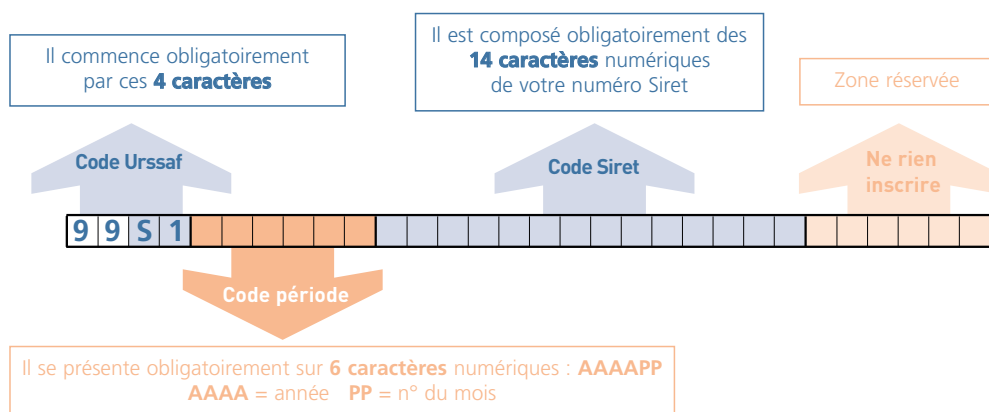 Il commence obligatoirement
par ces 4 caractères
Il est composé obligatoirement des
14 caractères numériques
de votre numéro Siret
Zone réservée
Code Urssaf
Code Siret
Ne rien
inscrire
9 9 S 1
Code période
Il se présente obligatoirement sur 6 caractères numériques : AAAAPP
AAAA = année PP = n° du mois